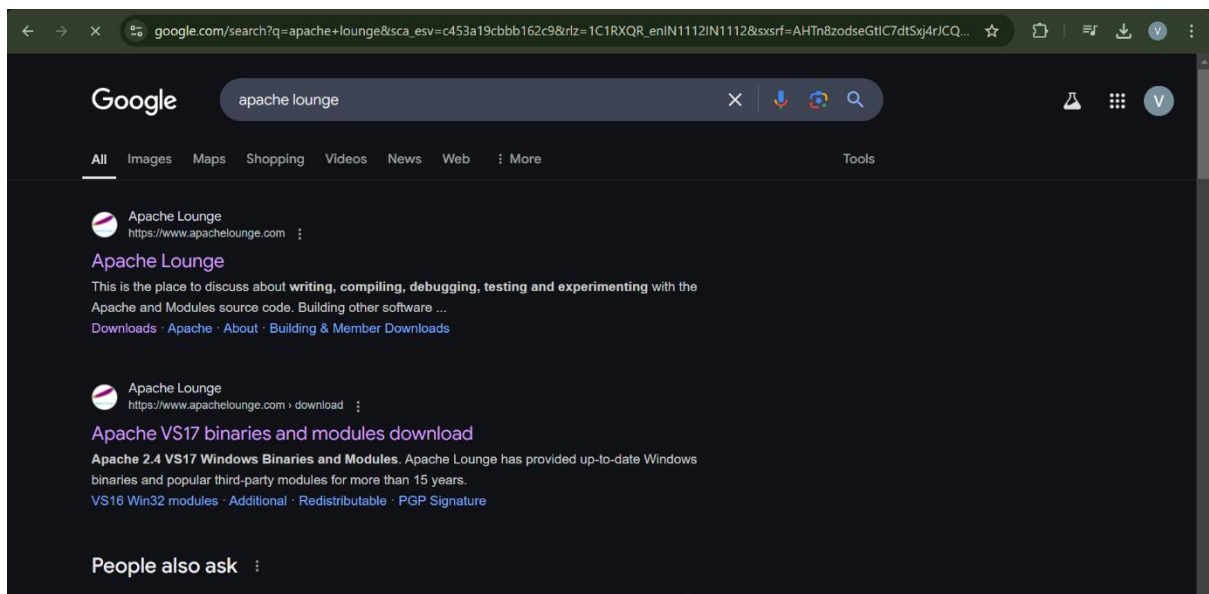 google.com/search?q=apache+lounge&sca_esv=c453a19cbbb162c9&rlz=1C1RXQR_enIN1112IN1112&sxsrf=AHTn8zodseGtIC7dtSxj4rJCQ...
V
Google
apache lounge
V
All Images Maps Shopping Videos News Web More Tools
Apache Lounge
https://www.apachelounge.com
Apache Lounge
This is the place to discuss about writing, compiling, debugging, testing and experimenting with the
Apache and Modules source code. Building other software ...
Downloads · Apache · About · Building & Member Downloads
Apache Lounge
https://www.apachelounge.com › download
Apache VS17 binaries and modules download
Apache 2.4 VS17 Windows Binaries and Modules. Apache Lounge has provided up-to-date Windows
binaries and popular third-party modules for more than 15 years.
VS16 Win32 modules · Additional · Redistributable · PGP Signature
People also ask